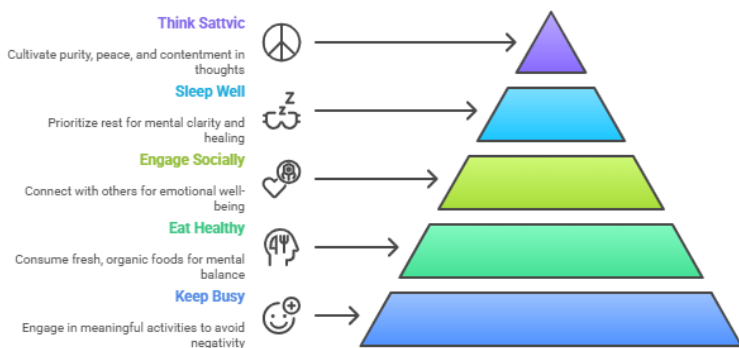 Think Sattvic
Cultivate purity, peace, and contentment in
thoughts
Sleep Well
Prioritize rest for mental clarity and
healing
Engage Socially
Connect with others for emotional well-
being
Eat Healthy
Consume fresh, organic foods for mental
balance
Keep Busy
Engage in meaningful activities to avoid
negativity